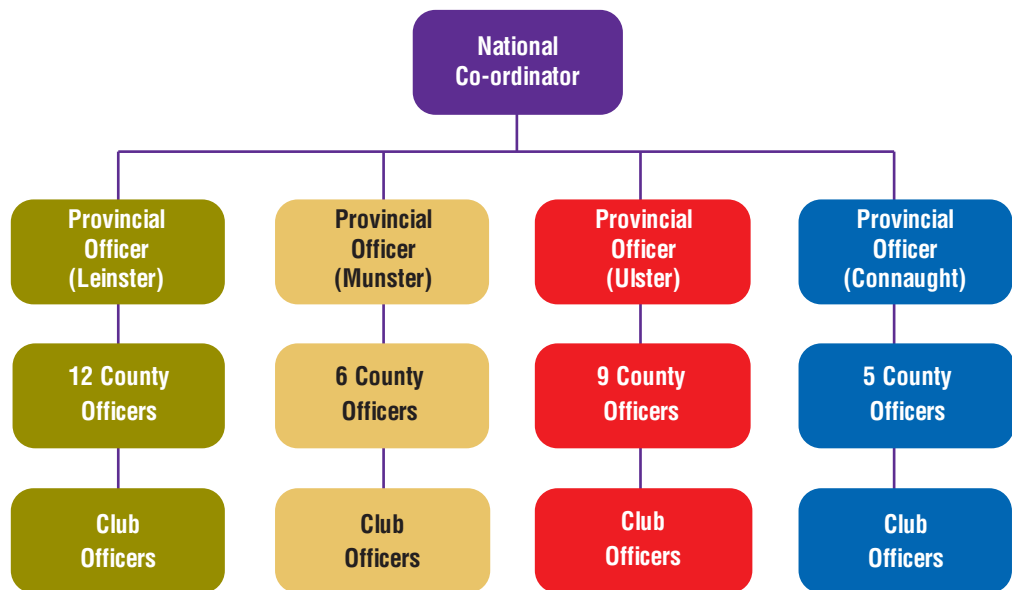 National
Co-ordinator
Provincial
Officer
(Leinster)
Provincial
Officer
(Munster)
Provincial
Officer
(Ulster)
Provincial
Officer
(Connaught)
12 County
Officers
6 County
Officers
9 County
Officers
5 County
Officers
Club
Officers
Club
Officers
Club
Officers
Club
Officers